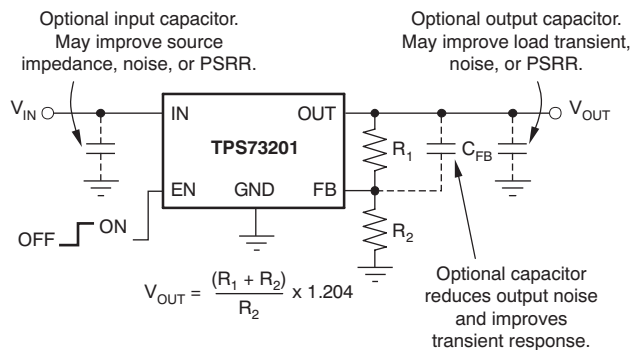 Optional input capacitor.
May improve source
impedance, noise, or PSRR.
Optional output capacitor.
May improve load transient,
noise, or PSRR.
VIN
IN
OUT
VOUT
TPS73201
R1
CFB
EN
GND
FB
OFF
ON
R2
VOUT = (R1 + R2) / R2 x 1.204
Optional capacitor
reduces output noise
and improves
transient response.